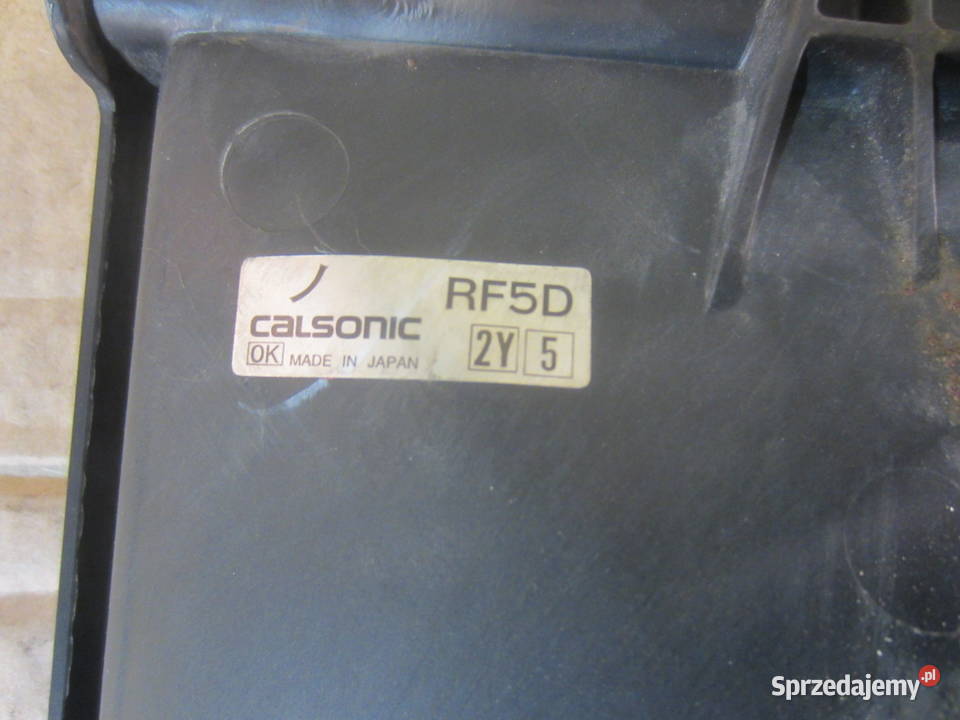 ノ RF5D
CALSONIC 2Y 5
OK MADE IN JAPAN
Sprzedajemy.pl